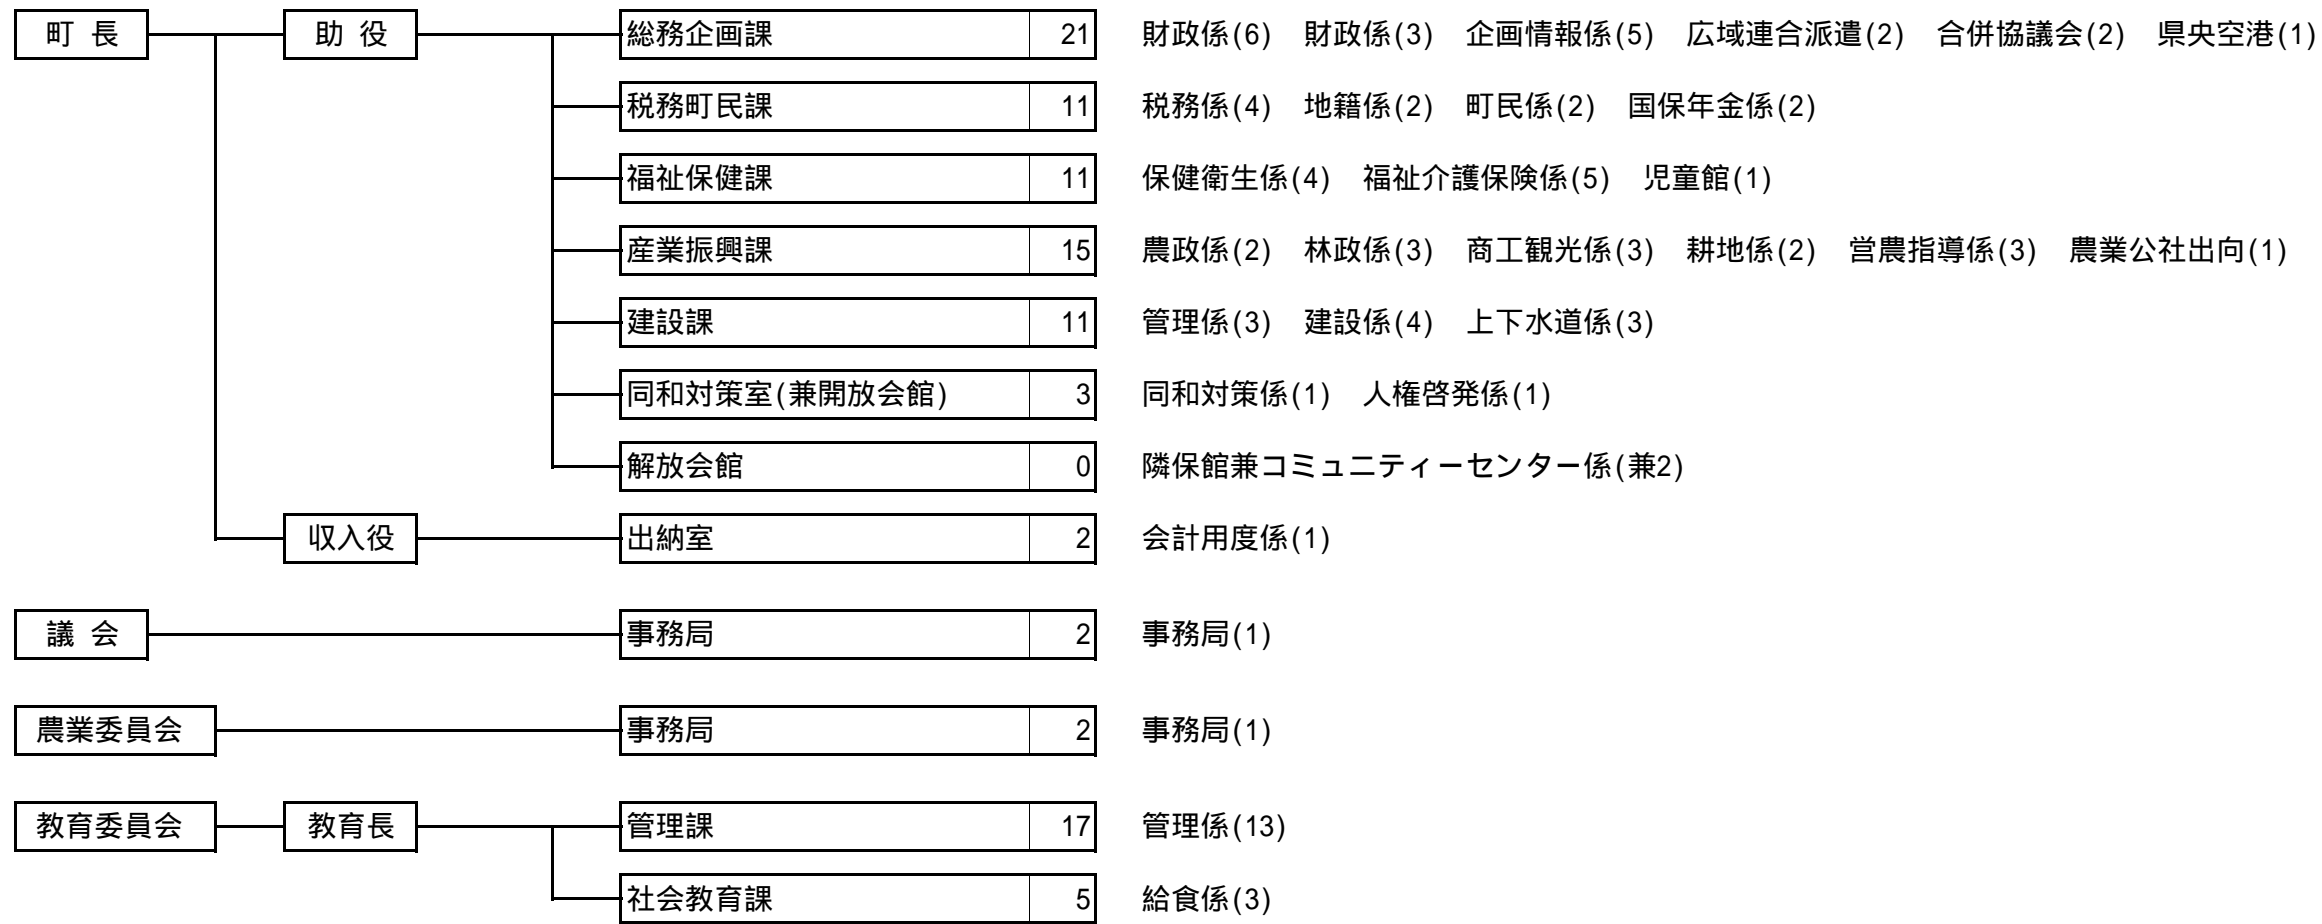 町 長 助 役 総務企画課 21 財政係(6) 財政係(3) 企画情報係(5) 広域連合派遣(2) 合併協議会(2) 県央空港(1)
税務町民課 11 税務係(4) 地籍係(2) 町民係(2) 国保年金係(2)
福祉保健課 11 保健衛生係(4) 福祉介護保険係(5) 児童館(1)
産業振興課 15 農政係(2) 林政係(3) 商工観光係(3) 耕地係(2) 営農指導係(3) 農業公社出向(1)
建設課 11 管理係(3) 建設係(4) 上下水道係(3)
同和対策室(兼開放会館) 3 同和対策係(1) 人権啓発係(1)
解放会館 0 隣保館兼コミュニティーセンター係(兼2)
収入役 出納室 2 会計用度係(1)
議 会 事務局 2 事務局(1)
農業委員会 事務局 2 事務局(1)
教育委員会 教育長 管理課 17 管理係(13)
社会教育課 5 給食係(3)